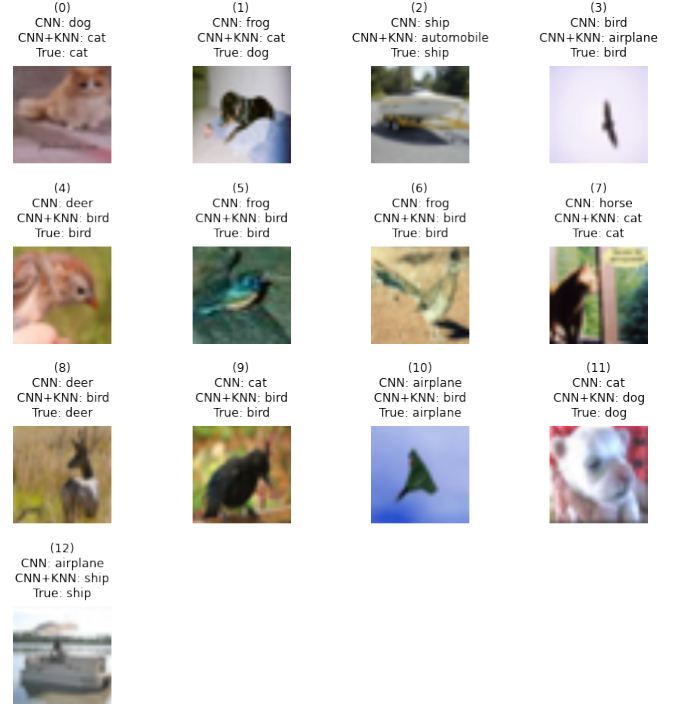 (0)
CNN: dog
CNN+KNN: cat
True: cat
(1)
CNN: frog
CNN+KNN: cat
True: dog
(2)
CNN: ship
CNN+KNN: automobile
True: ship
(3)
CNN: bird
CNN+KNN: airplane
True: bird
(4)
CNN: deer
CNN+KNN: bird
True: bird
(5)
CNN: frog
CNN+KNN: bird
True: bird
(6)
CNN: frog
CNN+KNN: bird
True: bird
(7)
CNN: horse
CNN+KNN: cat
True: cat
(8)
CNN: deer
CNN+KNN: bird
True: deer
(9)
CNN: cat
CNN+KNN: bird
True: bird
(10)
CNN: airplane
CNN+KNN: bird
True: airplane
(11)
CNN: cat
CNN+KNN: dog
True: dog
(12)
CNN: airplane
CNN+KNN: ship
True: ship